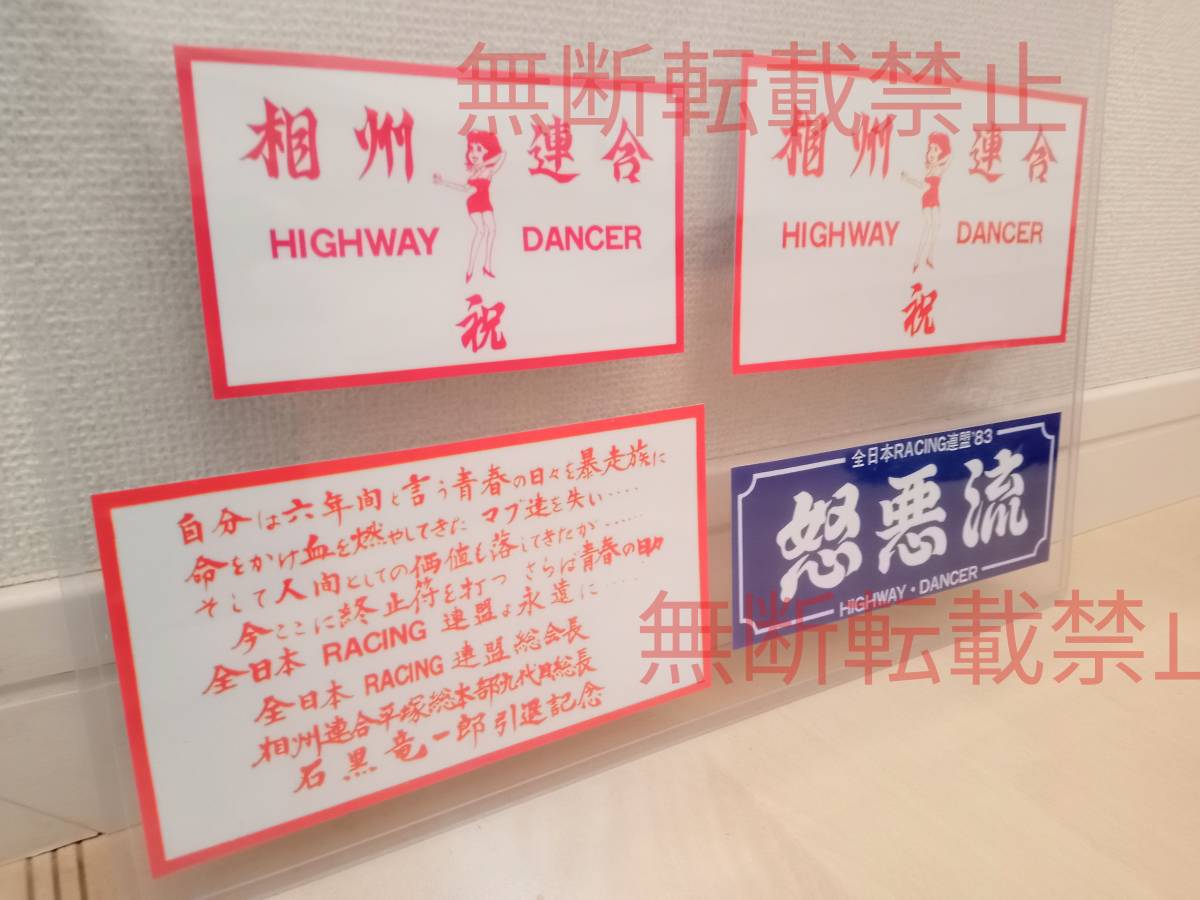 無断転載禁止
相州連合
HIGHWAY DANCER
祝
相州連合
HIGHWAY DANCER
祝
自分は六年間と言う青春の日々を暴走族に
命をかけ血を燃やしてきた マブ達を失い‥‥
そして人間としての価値も落してきたが‥‥‥
今ここに終止符を打つ さらば青春の日々
全日本 RACING 連盟よ永遠に‥‥‥
全日本 RACING 連盟総会長
相州連合平塚総本部九代目総長
石黒竜一郎引退記念
全日本RACING連盟'83
怒悪流
HIGHWAY・DANCER
無断転載禁止